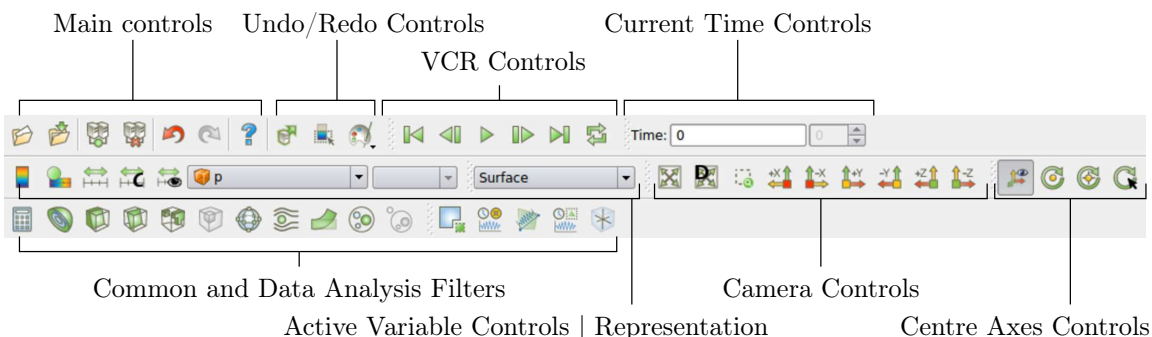 Main controls Undo/Redo Controls Current Time Controls
VCR Controls
Time: 0 0
p Surface +X -X +Y -Y +Z -Z
Common and Data Analysis Filters Camera Controls
Active Variable Controls | Representation Centre Axes Controls